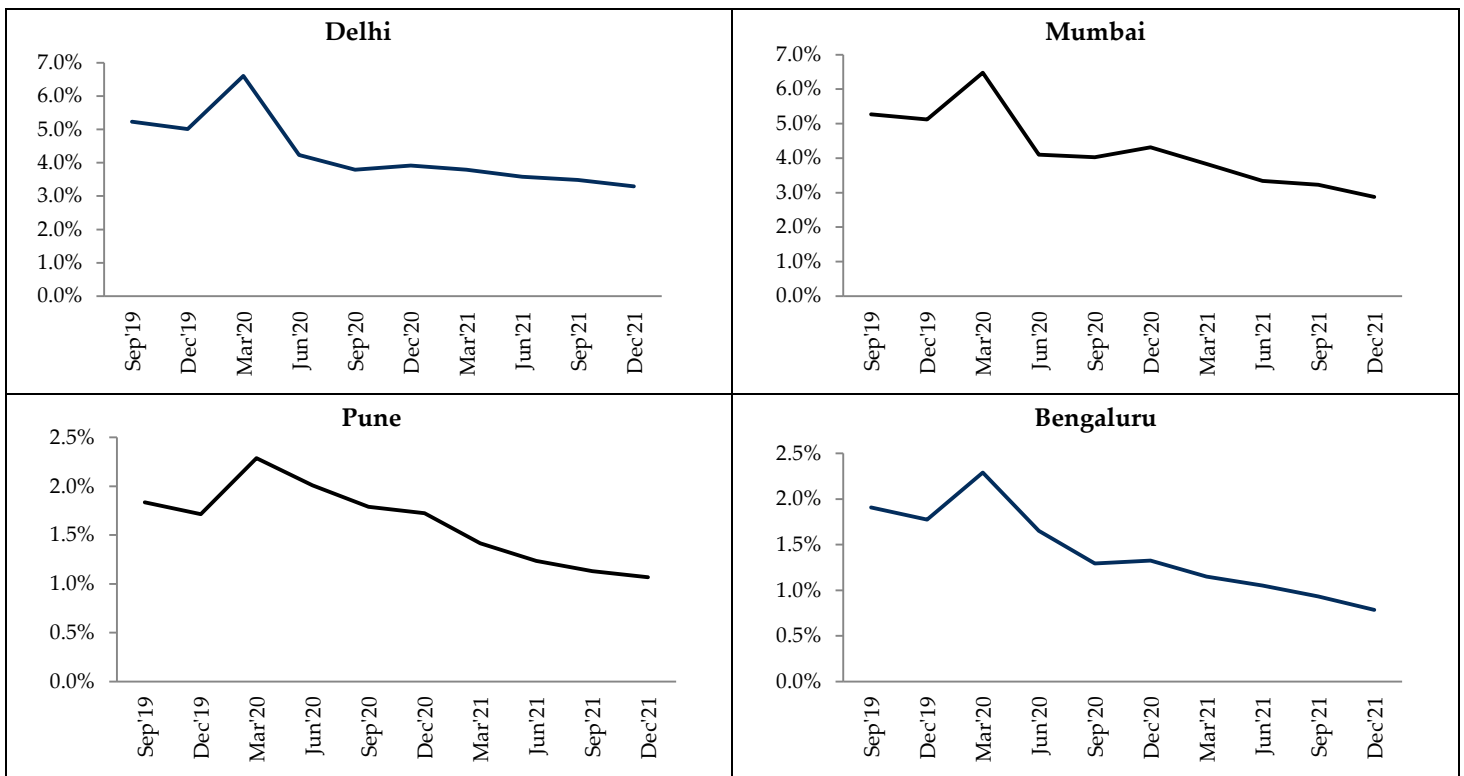 Delhi
7.0%
6.0%
5.0%
4.0%
3.0%
2.0%
1.0%
0.0%
Sep'19
Dec'19
Mar'20
Jun'20
Sep'20
Dec'20
Mar'21
Jun'21
Sep'21
Dec'21
Mumbai
7.0%
6.0%
5.0%
4.0%
3.0%
2.0%
1.0%
0.0%
Sep'19
Dec'19
Mar'20
Jun'20
Sep'20
Dec'20
Mar'21
Jun'21
Sep'21
Dec'21
Pune
2.5%
2.0%
1.5%
1.0%
0.5%
0.0%
Sep'19
Dec'19
Mar'20
Jun'20
Sep'20
Dec'20
Mar'21
Jun'21
Sep'21
Dec'21
Bengaluru
2.5%
2.0%
1.5%
1.0%
0.5%
0.0%
Sep'19
Dec'19
Mar'20
Jun'20
Sep'20
Dec'20
Mar'21
Jun'21
Sep'21
Dec'21